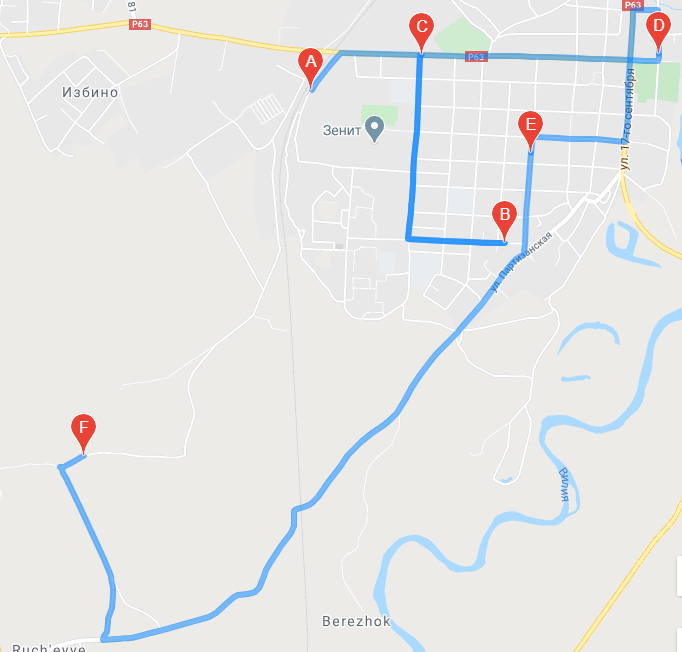 81
P63
P63
D
C
P63
A
Избино
Зенит
E
ул. 17-го сентября
B
ул. Партизанская
F
Вилия
Berezhok
Ruch'eyye